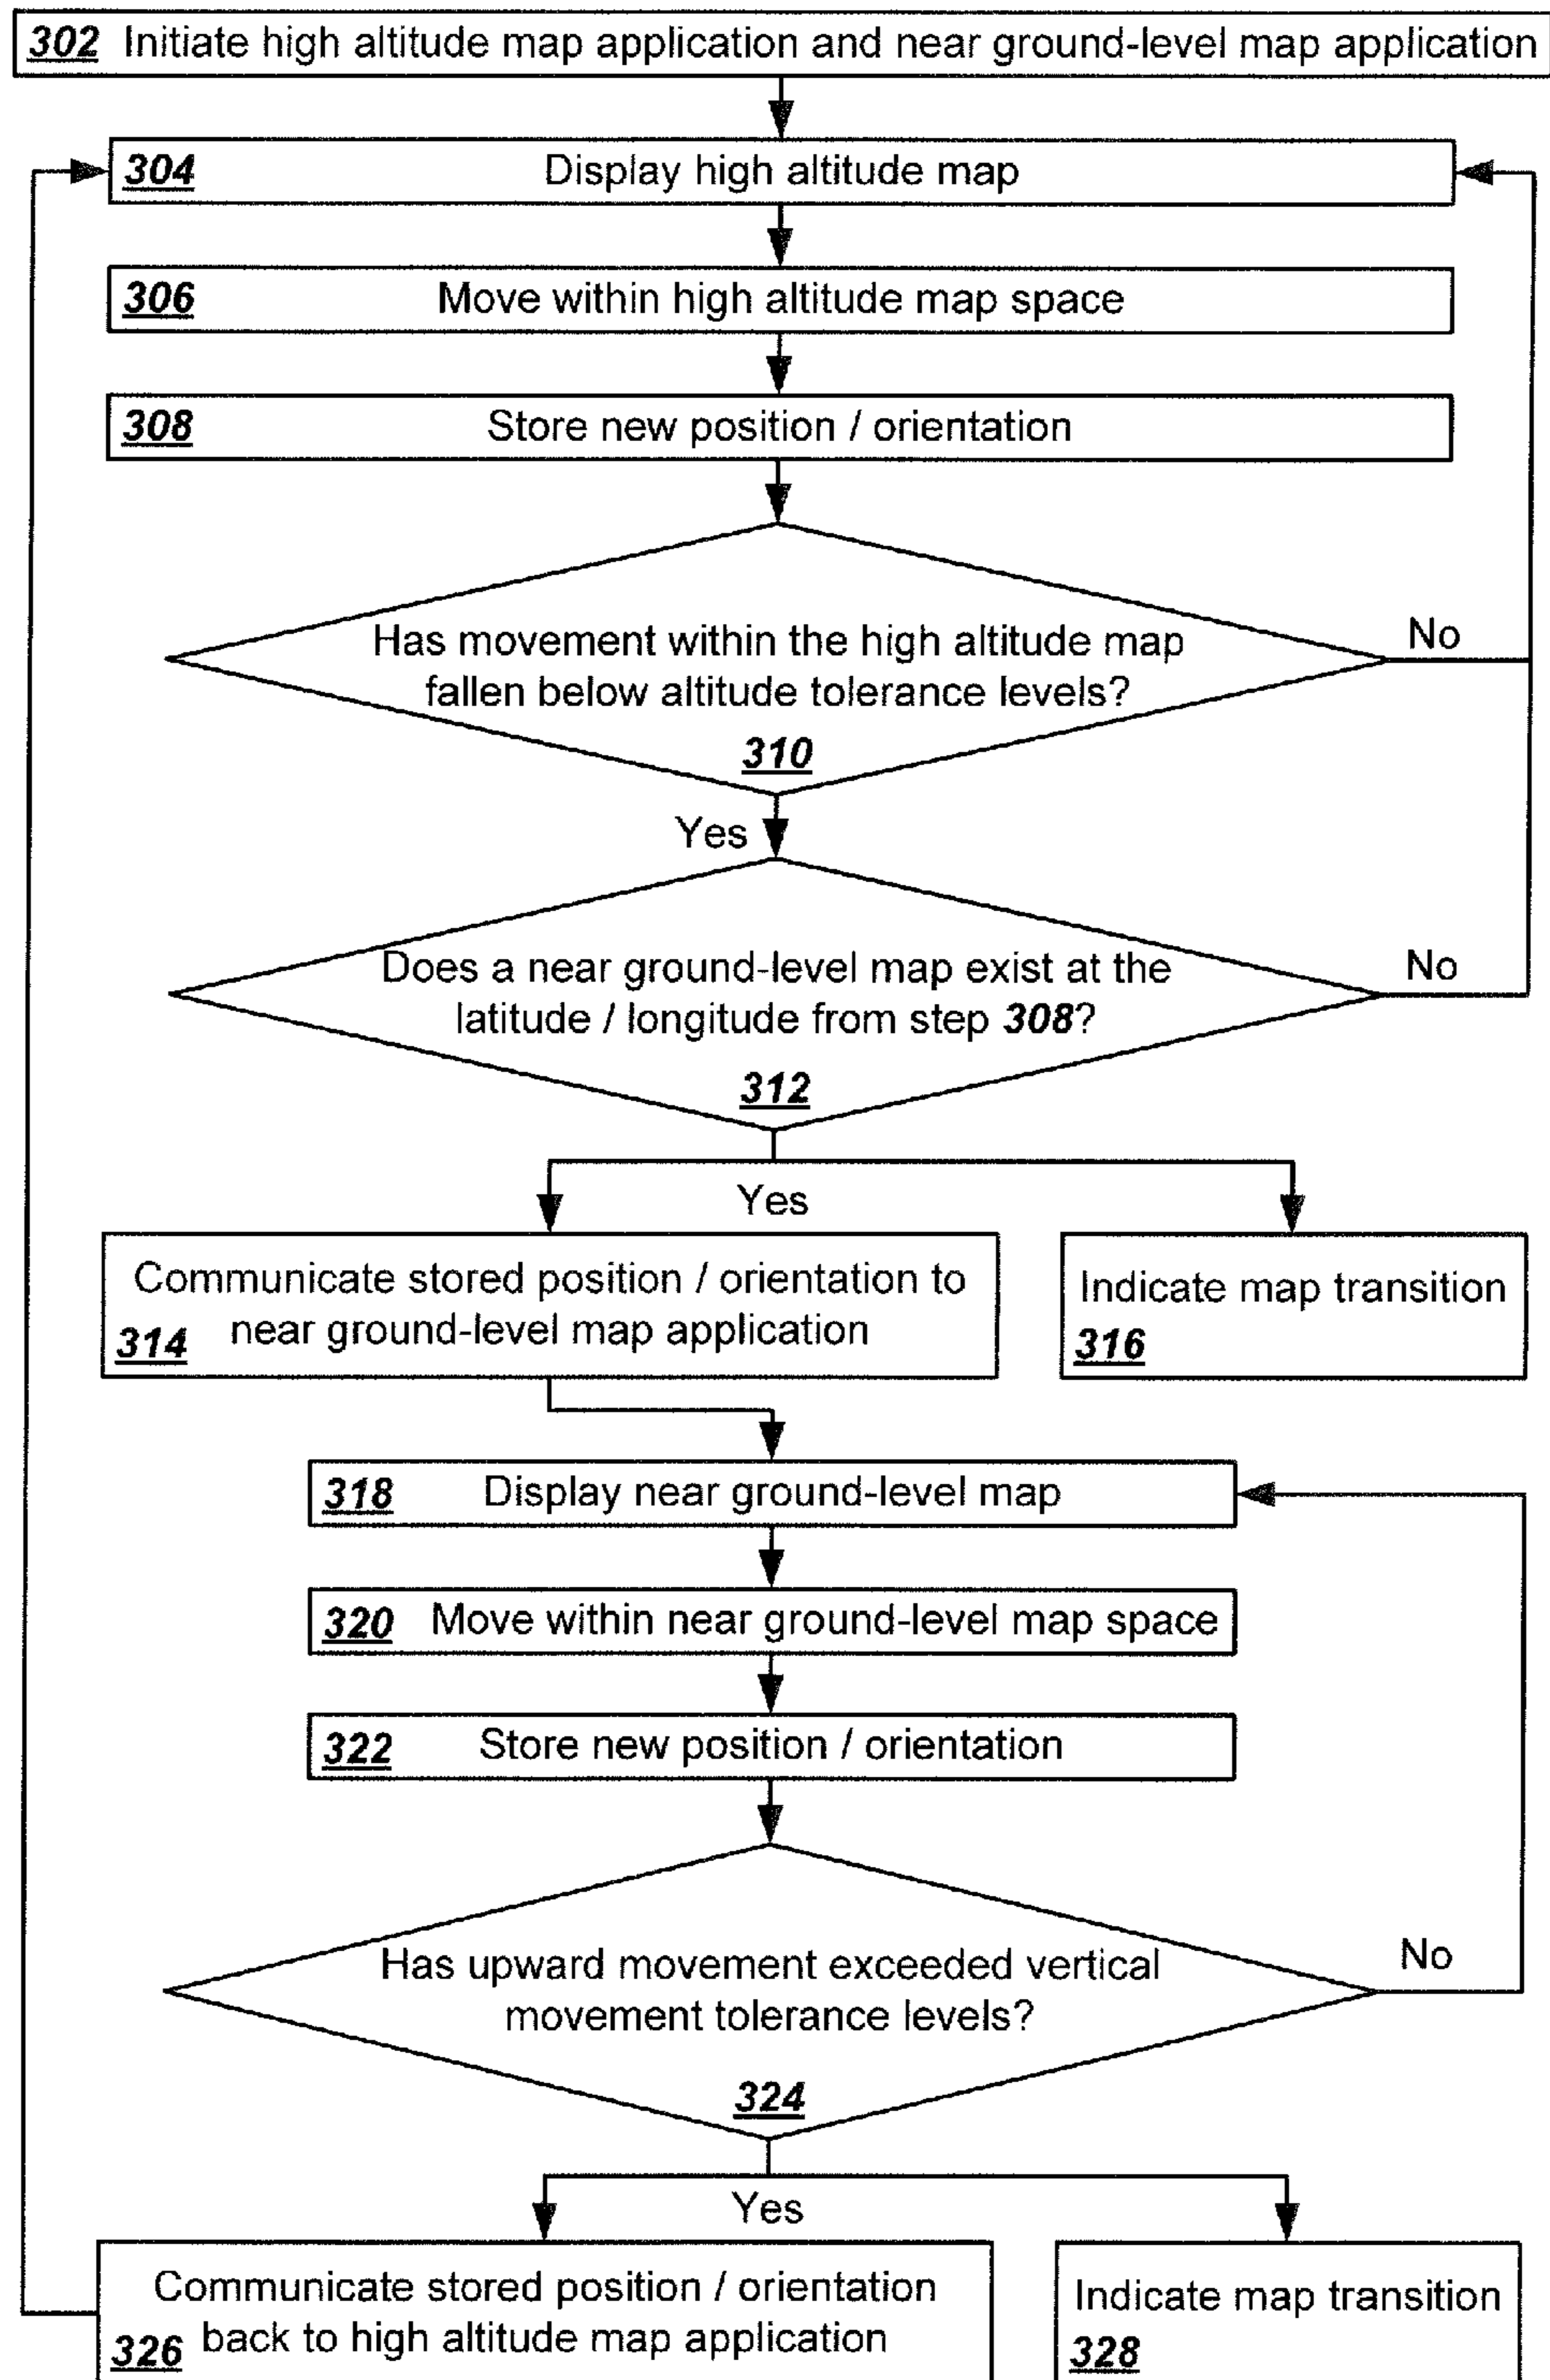 302 Initiate high altitude map application and near ground-level map application
304 Display high altitude map
306 Move within high altitude map space
308 Store new position / orientation
Has movement within the high altitude map
fallen below altitude tolerance levels?
310
No
Yes
Does a near ground-level map exist at the
latitude / longitude from step 308?
312
No
Yes
Communicate stored position / orientation to
314 near ground-level map application
Indicate map transition
316
318 Display near ground-level map
320 Move within near ground-level map space
322 Store new position / orientation
Has upward movement exceeded vertical
movement tolerance levels?
324
No
Yes
Communicate stored position / orientation
326 back to high altitude map application
Indicate map transition
328